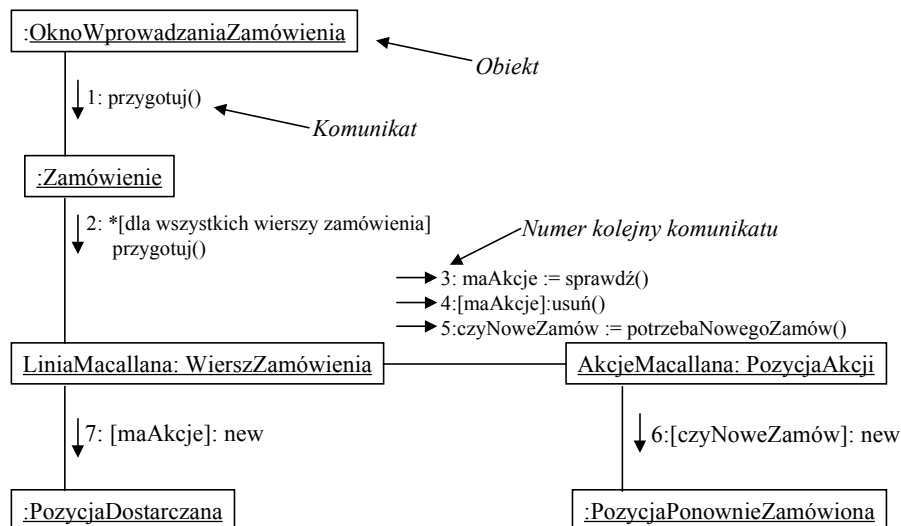 :OknoWprowadzaniaZamówienia
Obiekt
1: przygotuj()
Komunikat
:Zamówienie
2: *[dla wszystkich wierszy zamówienia]
przygotuj()
Numer kolejny komunikatu
3: maAkcje := sprawdź()
4:[maAkcje]:usuń()
5:czyNoweZamów := potrzebaNowegoZamów()
LiniaMacallana: WierszZamówienia
AkcjeMacallana: PozycjaAkcji
7: [maAkcje]: new
6:[czyNoweZamów]: new
:PozycjaDostarczana
:PozycjaPonownieZamówiona